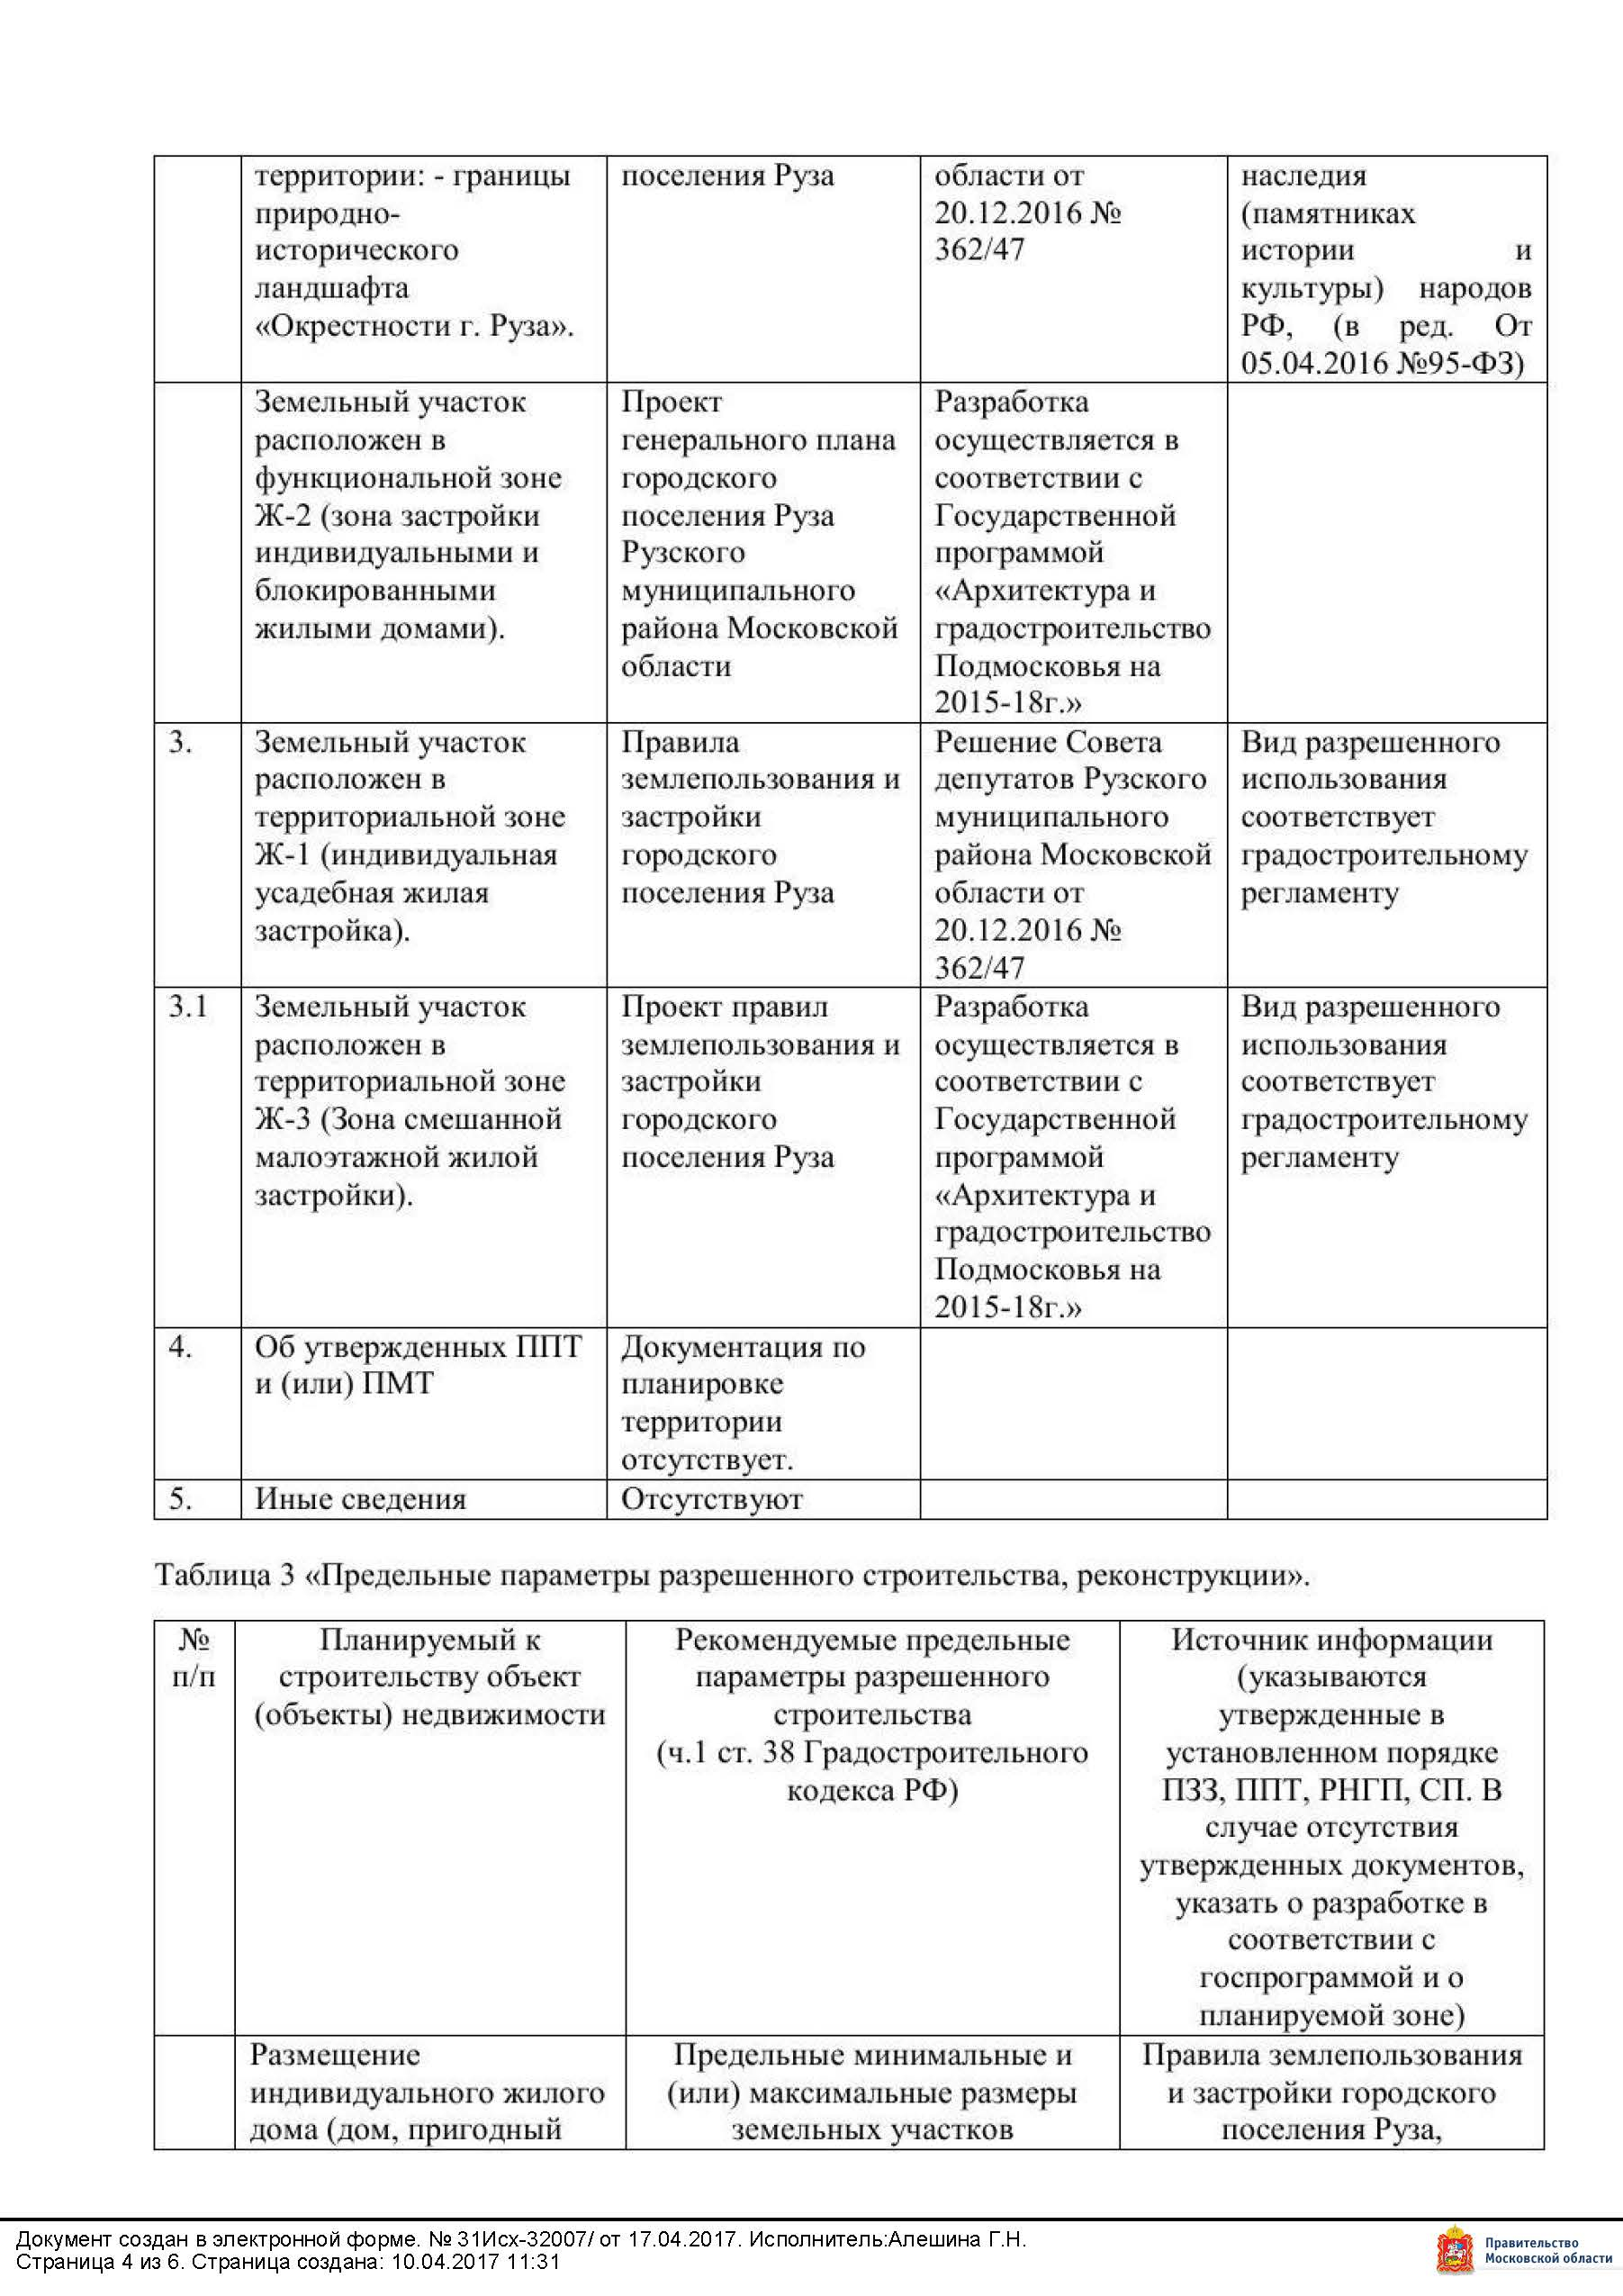 территории: - границы
природно-
исторического
ландшафта
«Окрестности г. Руза».
поселения Руза
области от
20.12.2016 №
362/47
наследия
(памятниках
истории и
культуры) народов
РФ, (в ред. От
05.04.2016 №95-ФЗ)
Земельный участок
расположен в
функциональной зоне
Ж-2 (зона застройки
индивидуальными и
блокированными
жилыми домами).
Проект
генерального плана
городского
поселения Руза
Рузского
муниципального
района Московской
области
Разработка
осуществляется в
соответствии с
Государственной
программой
«Архитектура и
градостроительство
Подмосковья на
2015-18г.»
3.
Земельный участок
расположен в
территориальной зоне
Ж-1 (индивидуальная
усадебная жилая
застройка).
Правила
землепользования и
застройки
городского
поселения Руза
Решение Совета
депутатов Рузского
муниципального
района Московской
области от
20.12.2016 №
362/47
Вид разрешенного
использования
соответствует
градостроительному
регламенту
3.1
Земельный участок
расположен в
территориальной зоне
Ж-3 (Зона смешанной
малоэтажной жилой
застройки).
Проект правил
землепользования и
застройки
городского
поселения Руза
Разработка
осуществляется в
соответствии с
Государственной
программой
«Архитектура и
градостроительство
Подмосковья на
2015-18г.»
Вид разрешенного
использования
соответствует
градостроительному
регламенту
4.
Об утвержденных ППТ
и (или) ПМТ
Документация по
планировке
территории
отсутствует.
5.
Иные сведения
Отсутствуют
Таблица 3 «Предельные параметры разрешенного строительства, реконструкции».
№
п/п
Планируемый к
строительству объект
(объекты) недвижимости
Рекомендуемые предельные
параметры разрешенного
строительства
(ч.1 ст. 38 Градостроительного
кодекса РФ)
Источник информации
(указываются
утвержденные в
установленном порядке
ПЗЗ, ППТ, РНГП, СП. В
случае отсутствия
утвержденных документов,
указать о разработке в
соответствии с
госпрограммой и о
планируемой зоне)
Размещение
индивидуального жилого
дома (дом, пригодный
Предельные минимальные и
(или) максимальные размеры
земельных участков
Правила землепользования
и застройки городского
поселения Руза,
Документ создан в электронной форме. № 31Исх-32007/ от 17.04.2017. Исполнитель:Алешина Г.Н.
Страница 4 из 6. Страница создана: 10.04.2017 11:31
Правительство
Московской области